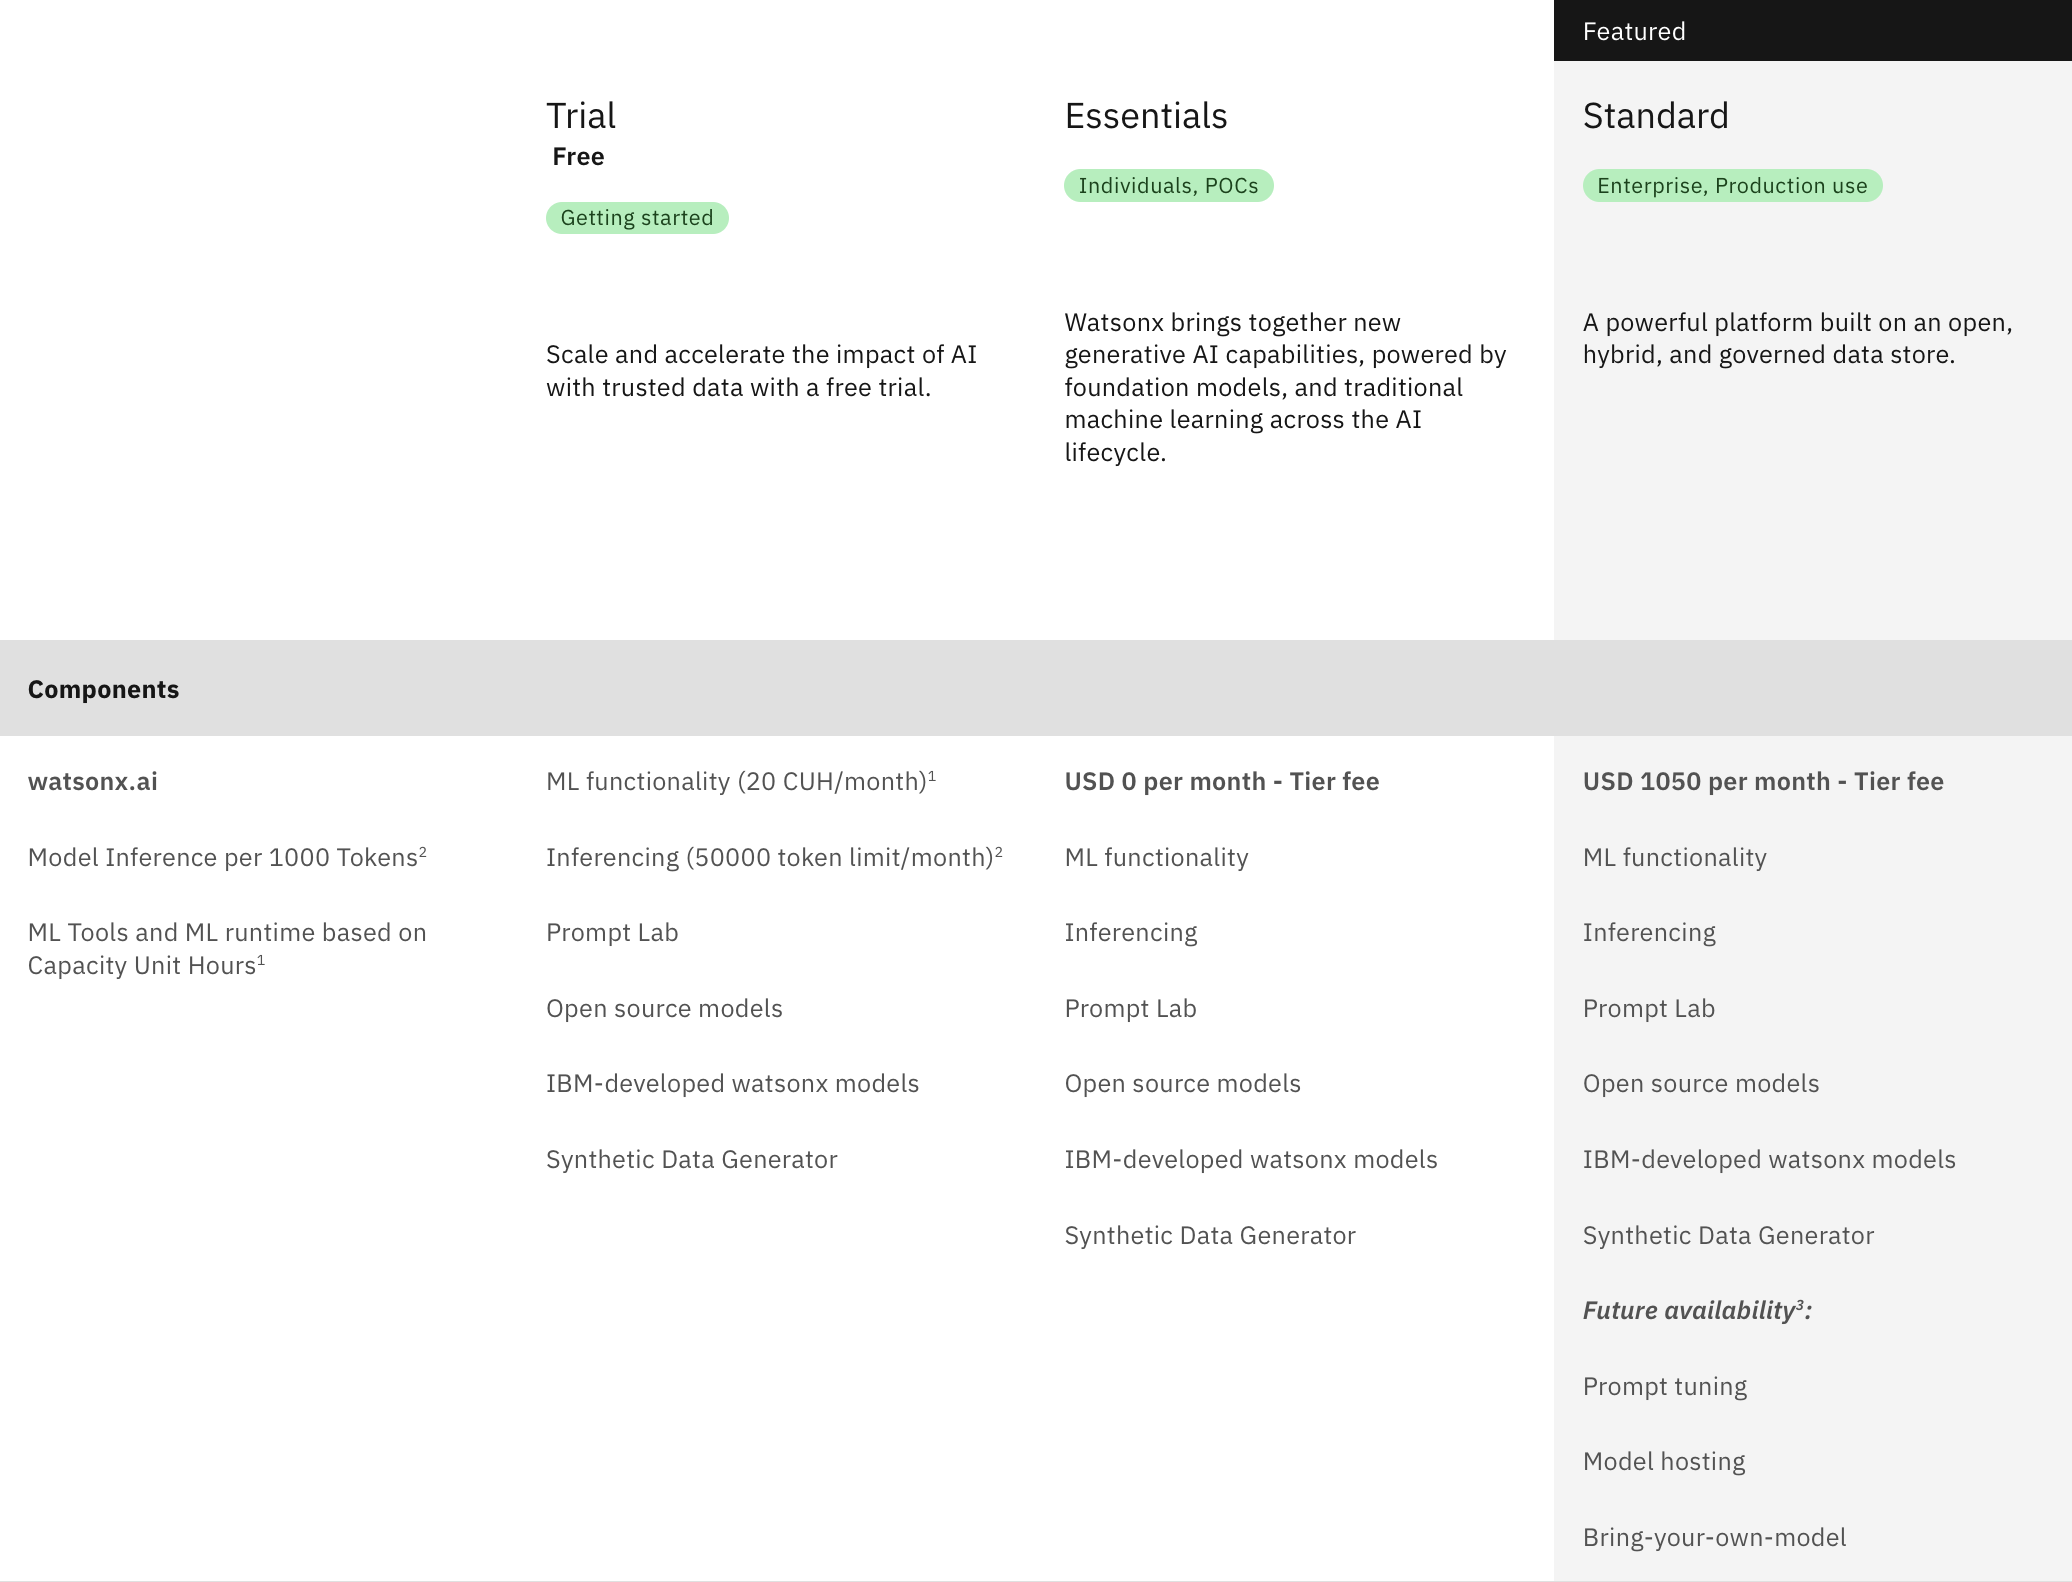 Featured
Trial
Free
Getting started
Scale and accelerate the impact of AI
with trusted data with a free trial.
Essentials
Individuals, POCs
Watsonx brings together new
generative AI capabilities, powered by
foundation models, and traditional
machine learning across the AI
lifecycle.
Standard
Enterprise, Production use
A powerful platform built on an open,
hybrid, and governed data store.
Components
watsonx.ai
Model Inference per 1000 Tokens²
ML Tools and ML runtime based on
Capacity Unit Hours¹
ML functionality (20 CUH/month)¹
Inferencing (50000 token limit/month)²
Prompt Lab
Open source models
IBM-developed watsonx models
Synthetic Data Generator
USD 0 per month - Tier fee
ML functionality
Inferencing
Prompt Lab
Open source models
IBM-developed watsonx models
Synthetic Data Generator
USD 1050 per month - Tier fee
ML functionality
Inferencing
Prompt Lab
Open source models
IBM-developed watsonx models
Synthetic Data Generator
Future availability³:
Prompt tuning
Model hosting
Bring-your-own-model